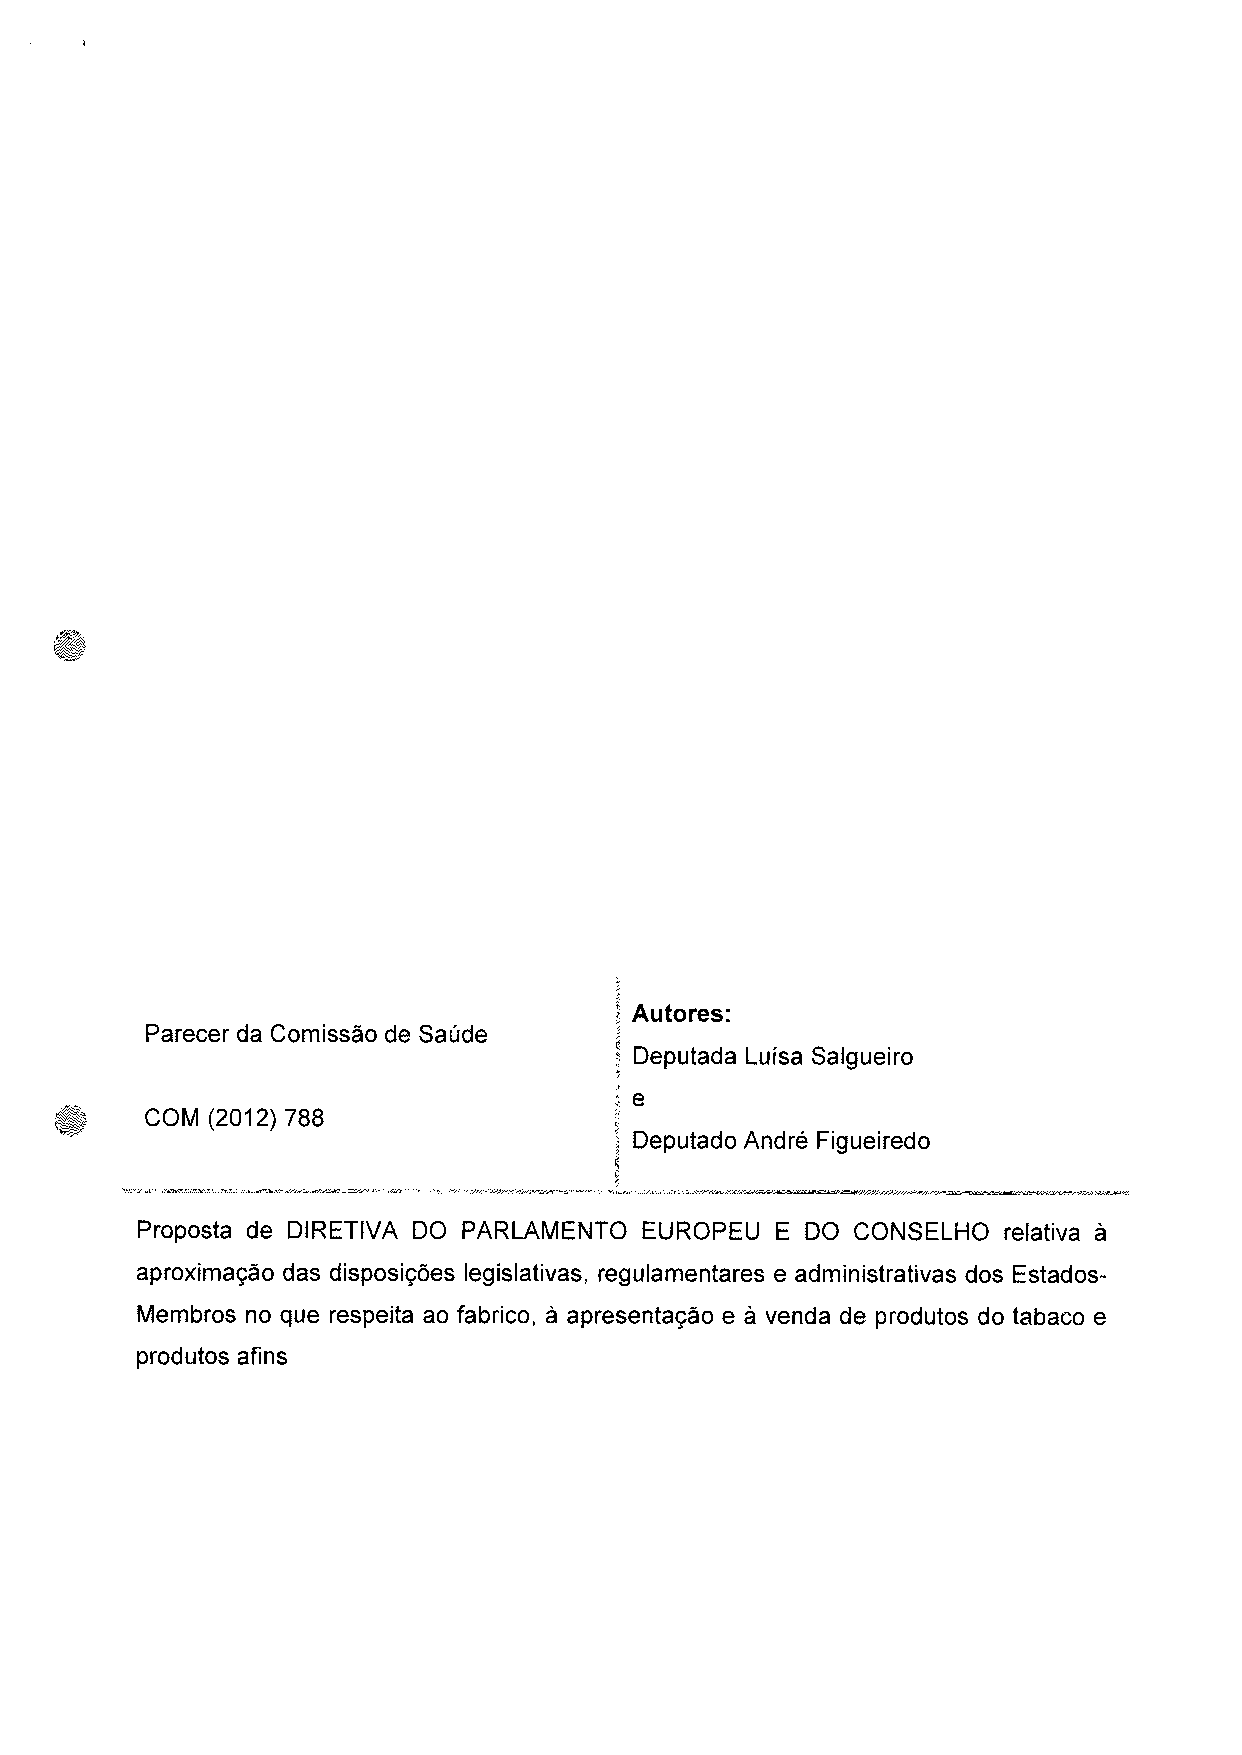 Parecer da Comissão de Saúde
COM (2012) 788
Autores:
Deputada Luísa Salgueiro
e
Deputado André Figueiredo
Proposta de DIRETIVA DO PARLAMENTO EUROPEU E DO CONSELHO relativa à
aproximação das disposições legislativas, regulamentares e administrativas dos Estados-
Membros no que respeita ao fabrico, à apresentação e à venda de produtos do tabaco e
produtos afins